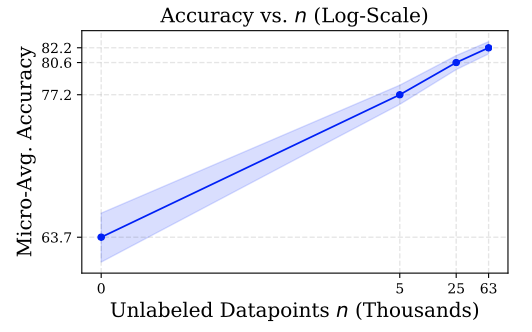 Accuracy vs. n (Log-Scale)
Micro-Avg. Accuracy
82.2
80.6
77.2
63.7
0 5 25 63
Unlabeled Datapoints n (Thousands)